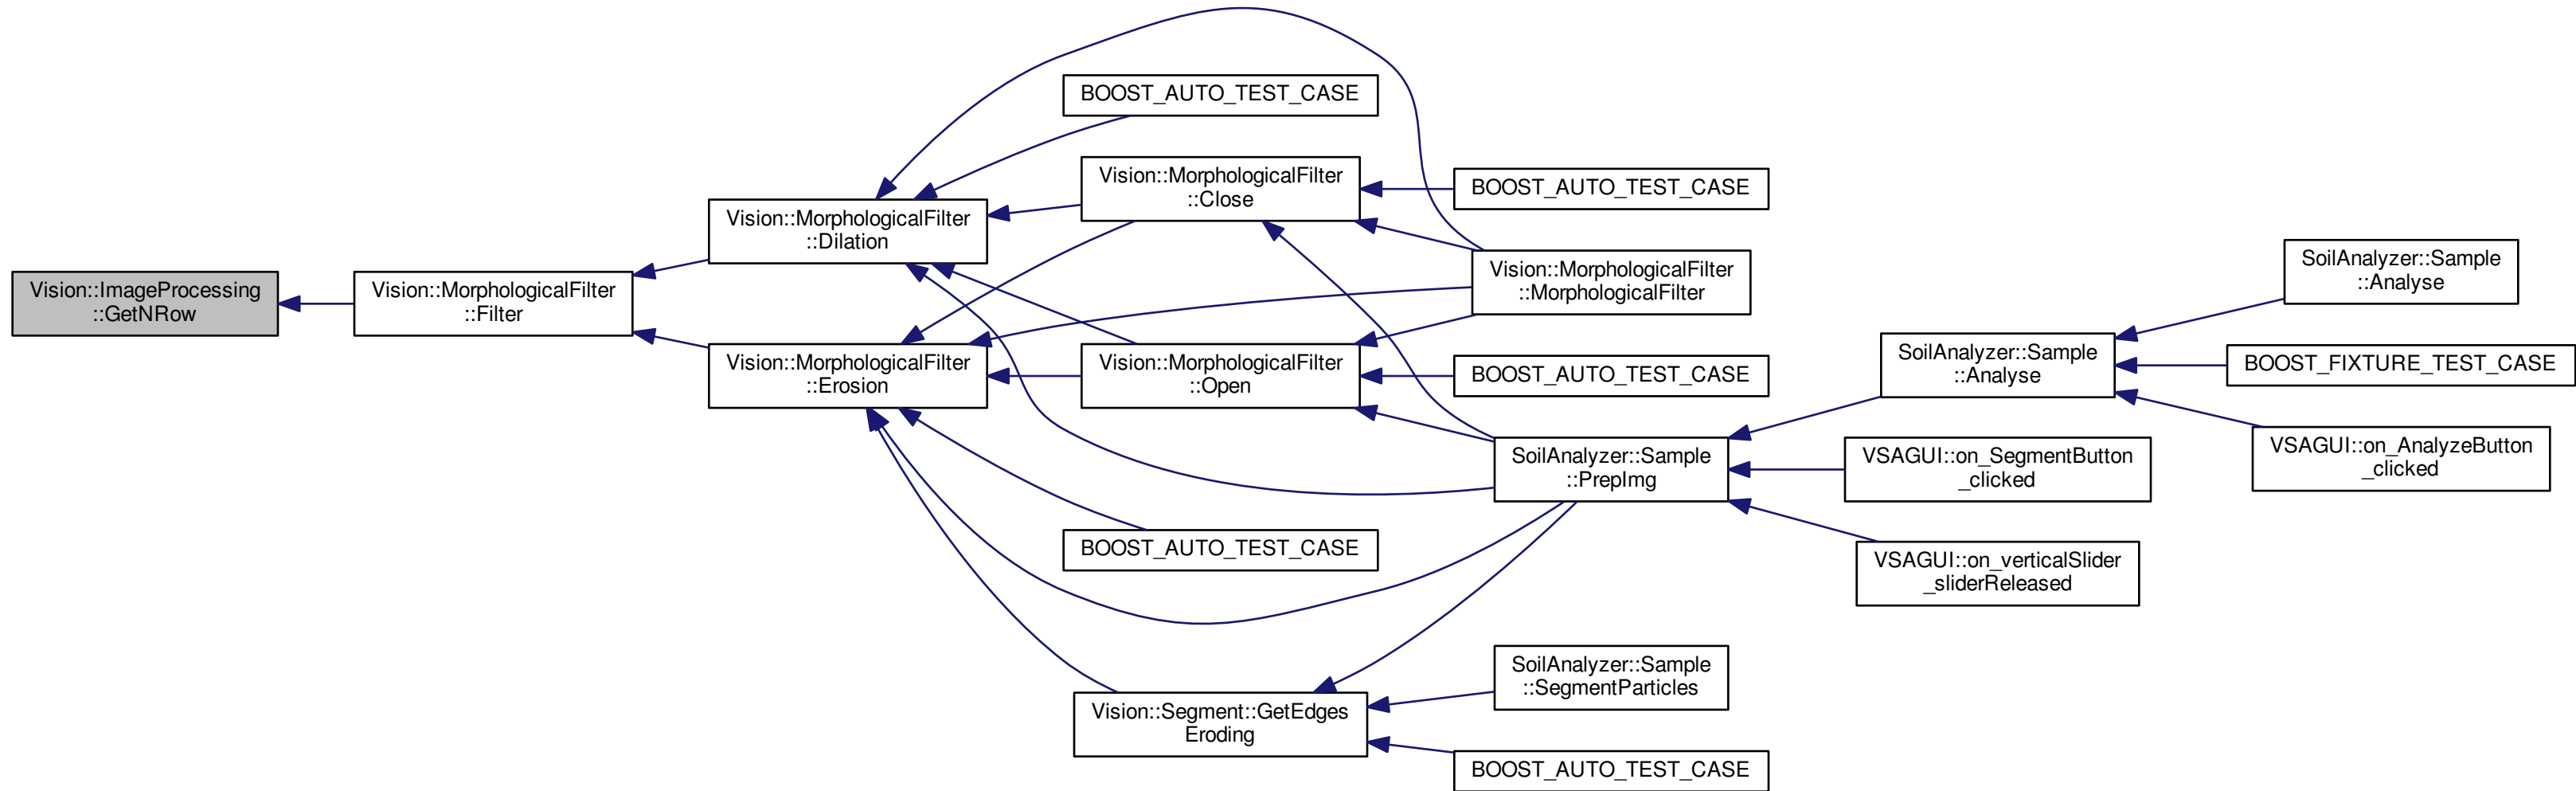 Vision::ImageProcessing
::GetNRow
Vision::MorphologicalFilter
::Filter
Vision::MorphologicalFilter
::Dilation
Vision::MorphologicalFilter
::Erosion
BOOST_AUTO_TEST_CASE
Vision::MorphologicalFilter
::Close
Vision::MorphologicalFilter
::Open
BOOST_AUTO_TEST_CASE
Vision::Segment::GetEdges
Eroding
BOOST_AUTO_TEST_CASE
Vision::MorphologicalFilter
::MorphologicalFilter
BOOST_AUTO_TEST_CASE
SoilAnalyzer::Sample
::PrepImg
SoilAnalyzer::Sample
::SegmentParticles
BOOST_AUTO_TEST_CASE
SoilAnalyzer::Sample
::Analyse
VSAGUI::on_SegmentButton
_clicked
VSAGUI::on_verticalSlider
_sliderReleased
SoilAnalyzer::Sample
::Analyse
BOOST_FIXTURE_TEST_CASE
VSAGUI::on_AnalyzeButton
_clicked